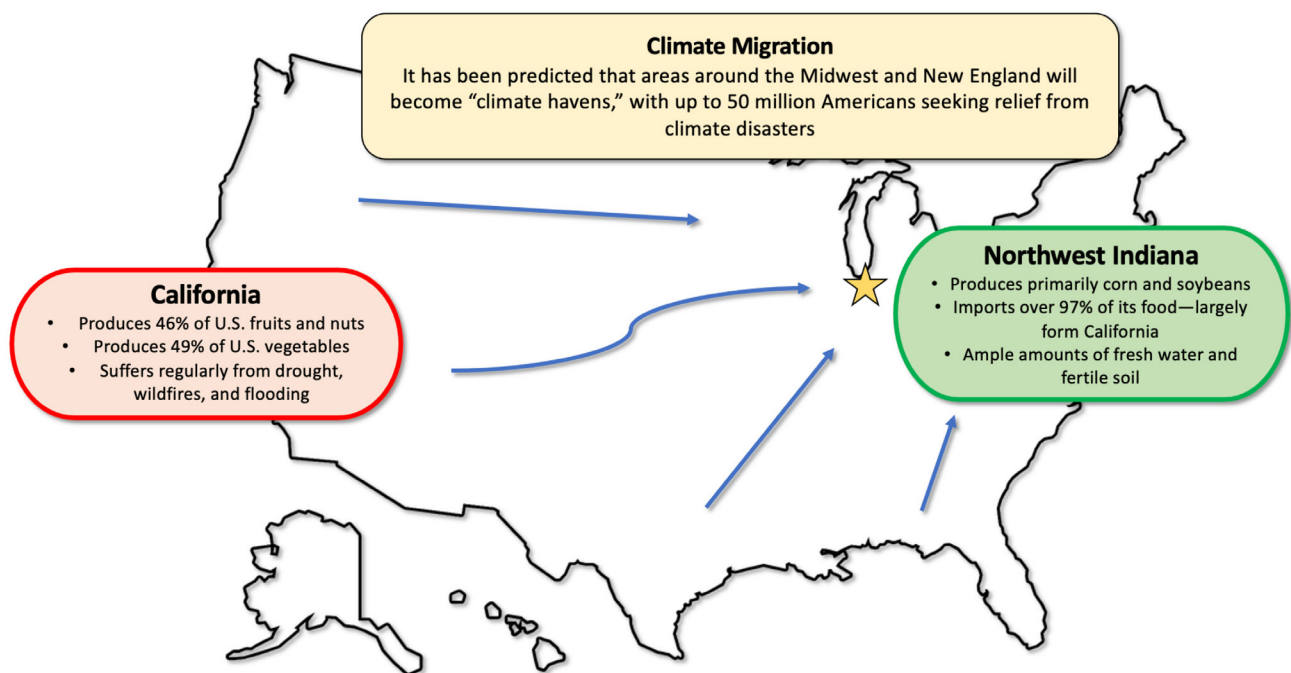 Climate Migration
It has been predicted that areas around the Midwest and New England will
become “climate havens,” with up to 50 million Americans seeking relief from
climate disasters
California
• Produces 46% of U.S. fruits and nuts
• Produces 49% of U.S. vegetables
• Suffers regularly from drought,
wildfires, and flooding
Northwest Indiana
• Produces primarily corn and soybeans
• Imports over 97% of its food—largely
form California
• Ample amounts of fresh water and
fertile soil